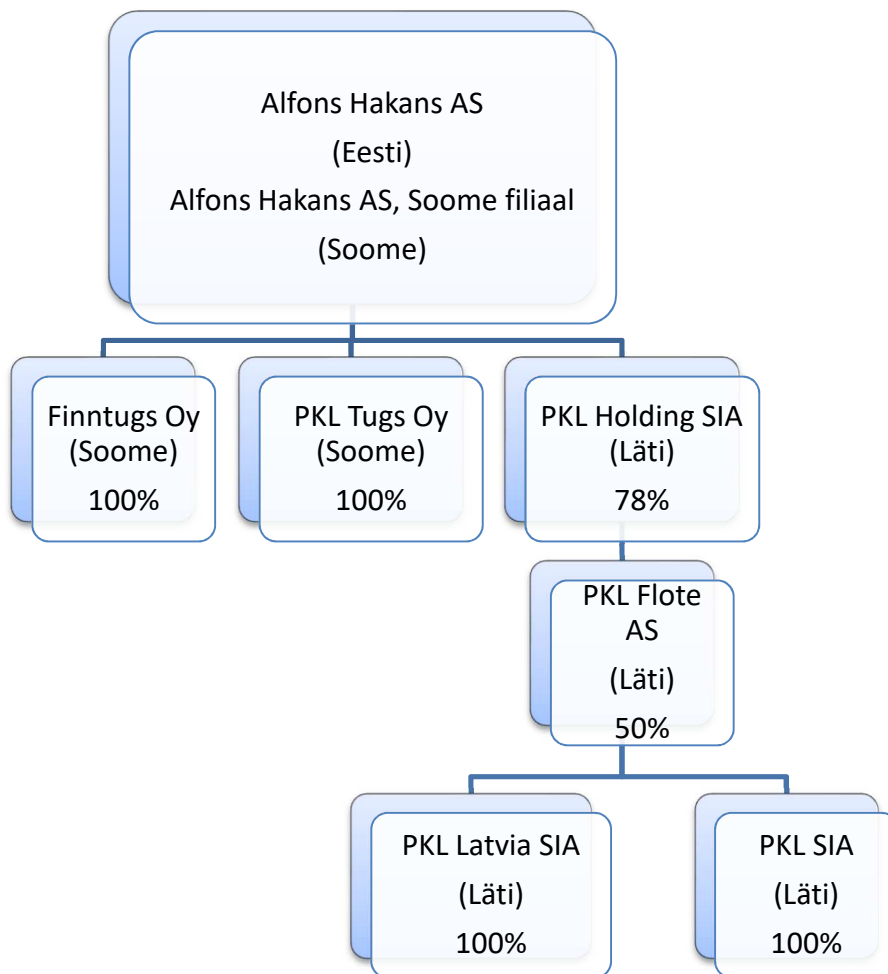 Alfons Hakans AS
(Eesti)
Alfons Hakans AS, Soome filiaal
(Soome)
Finntugs Oy
(Soome)
100%
PKL Tugs Oy
(Soome)
100%
PKL Holding SIA
(Läti)
78%
PKL Flote
AS
(Läti)
50%
PKL Latvia SIA
(Läti)
100%
PKL SIA
(Läti)
100%